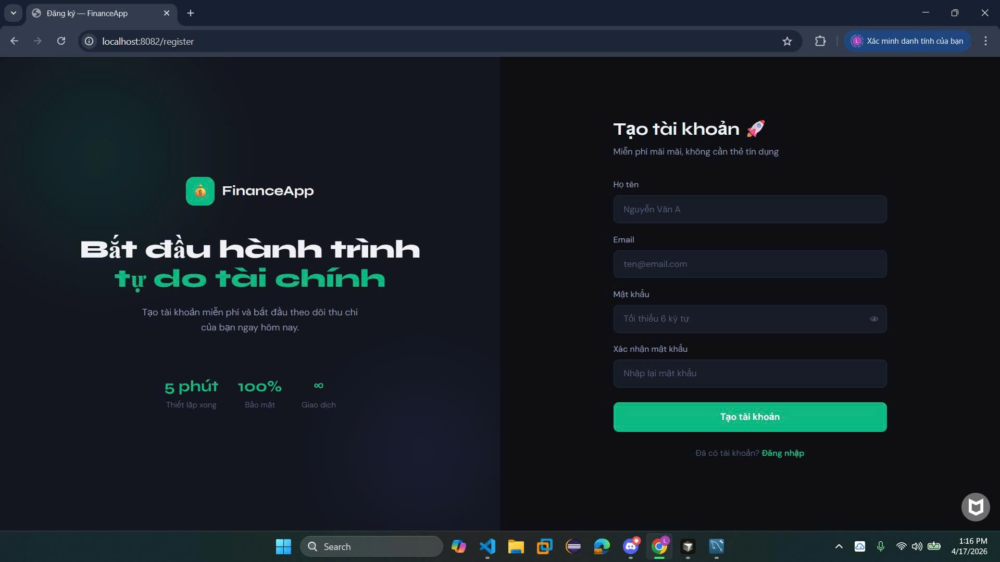 Đăng ký — FinanceApp
localhost:8082/register
L
Xác minh danh tính của bạn
FinanceApp
Bắt đầu hành trình
tự do tài chính
Tạo tài khoản miễn phí và bắt đầu theo dõi thu chi
của bạn ngay hôm nay.
5 phút
Thiết lập xong
100%
Bảo mật
∞
Giao dịch
Tạo tài khoản 🚀
Miễn phí mãi mãi, không cần thẻ tín dụng
Họ tên
Nguyễn Văn A
Email
ten@email.com
Mật khẩu
Tối thiểu 6 ký tự
Xác nhận mật khẩu
Nhập lại mật khẩu
Tạo tài khoản
Đã có tài khoản? Đăng nhập
Search
L
1:16 PM
4/17/2026